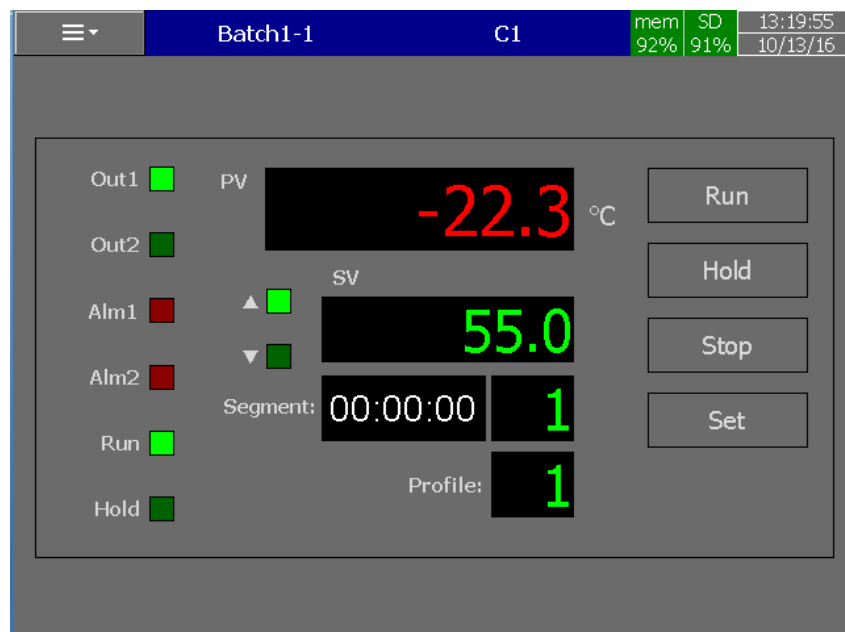 Batch1-1 C1 mem SD 13:19:55
92% 91% 10/13/16
Out1 PV -22.3 °C Run
Out2
SV Hold
Alm1 55.0 Stop
Alm2
Segment: 00:00:00 1 Set
Run
Profile: 1
Hold